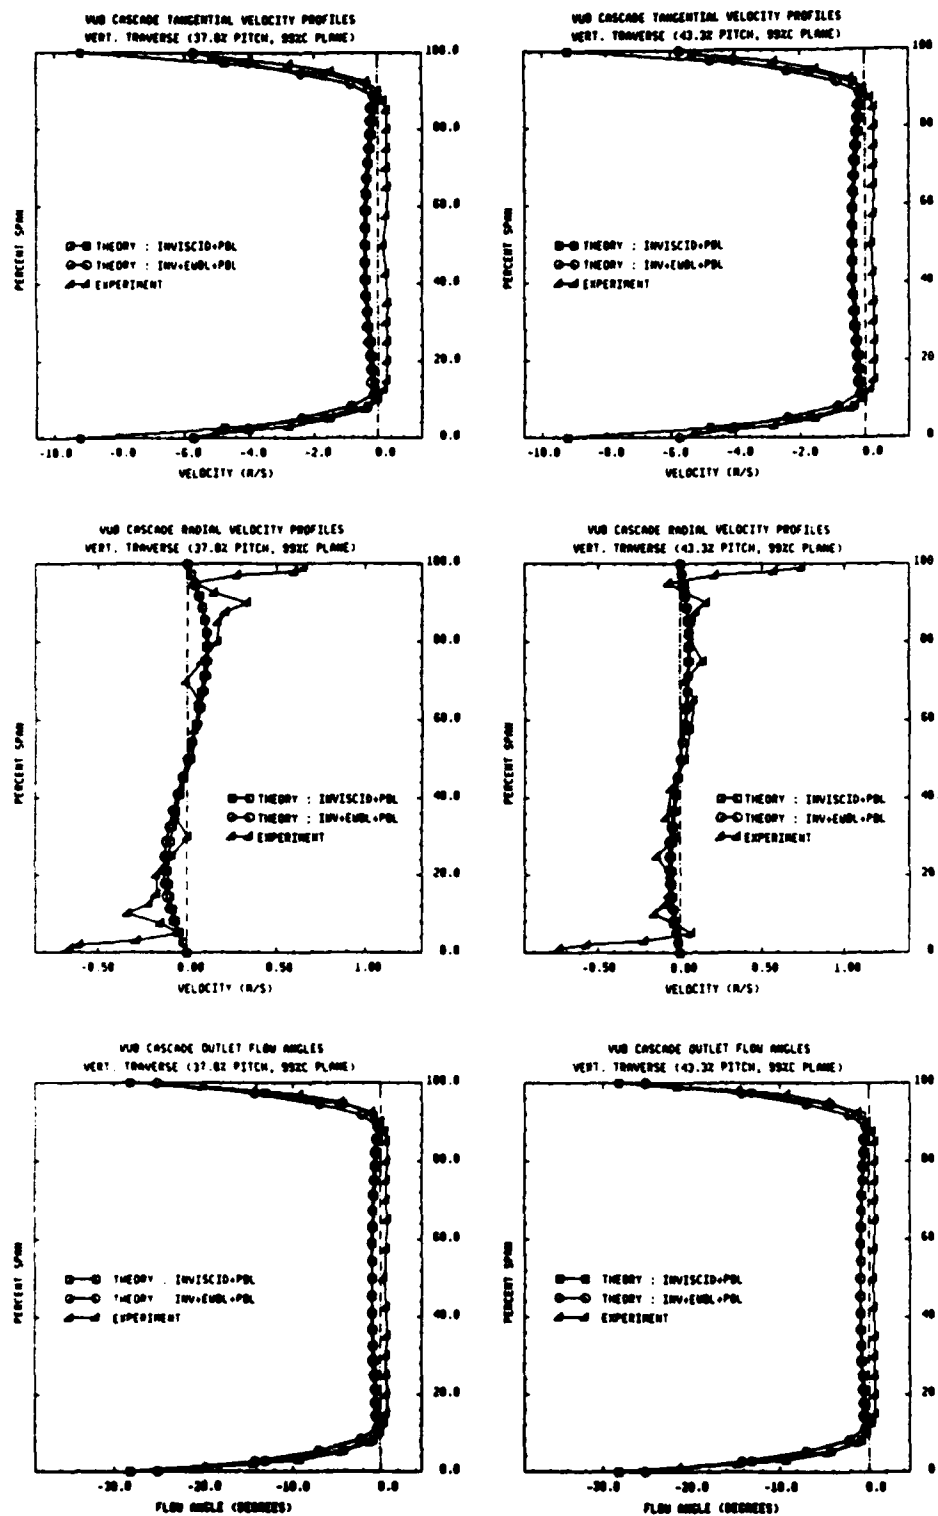 VUB CASCADE TANGENTIAL VELOCITY PROFILES
VERT. TRAVERSE (37.8% PITCH, 99%C PLANE)
100.0
80.0
60.0
40.0
20.0
0.0
PERCENT SPAN
THEORY : INVISCID+PBL
THEORY : INV+EWBL+PBL
EXPERIMENT
-10.0 -8.0 -6.0 -4.0 -2.0 0.0
VELOCITY (M/S)
VUB CASCADE TANGENTIAL VELOCITY PROFILES
VERT. TRAVERSE (43.3% PITCH, 99%C PLANE)
100
80
60
40
20
0.
PERCENT SPAN
THEORY : INVISCID+PBL
THEORY : INV+EWBL+PBL
EXPERIMENT
-10.0 -8.0 -6.0 -4.0 -2.0 0.0
VELOCITY (M/S)
VUB CASCADE RADIAL VELOCITY PROFILES
VERT. TRAVERSE (37.8% PITCH, 99%C PLANE)
100.0
80.0
60.0
40.0
20.0
0.0
PERCENT SPAN
THEORY : INVISCID+PBL
THEORY : INV+EWBL+PBL
EXPERIMENT
-0.50 0.00 0.50 1.00
VELOCITY (M/S)
VUB CASCADE RADIAL VELOCITY PROFILES
VERT. TRAVERSE (43.3% PITCH, 99%C PLANE)
100
80
60
40
20
0.
PERCENT SPAN
THEORY : INVISCID+PBL
THEORY : INV+EWBL+PBL
EXPERIMENT
-0.50 0.00 0.50 1.00
VELOCITY (M/S)
VUB CASCADE OUTLET FLOW ANGLES
VERT. TRAVERSE (37.8% PITCH, 99%C PLANE)
100.0
80.0
60.0
40.0
20.0
0.0
PERCENT SPAN
THEORY : INVISCID+PBL
THEORY : INV+EWBL+PBL
EXPERIMENT
-30.0 -20.0 -10.0 0.0
FLOW ANGLE (DEGREES)
VUB CASCADE OUTLET FLOW ANGLES
VERT. TRAVERSE (43.3% PITCH, 99%C PLANE)
100
80
60
40
20
0.
PERCENT SPAN
THEORY : INVISCID+PBL
THEORY : INV+EWBL+PBL
EXPERIMENT
-30.0 -20.0 -10.0 0.0
FLOW ANGLE (DEGREES)